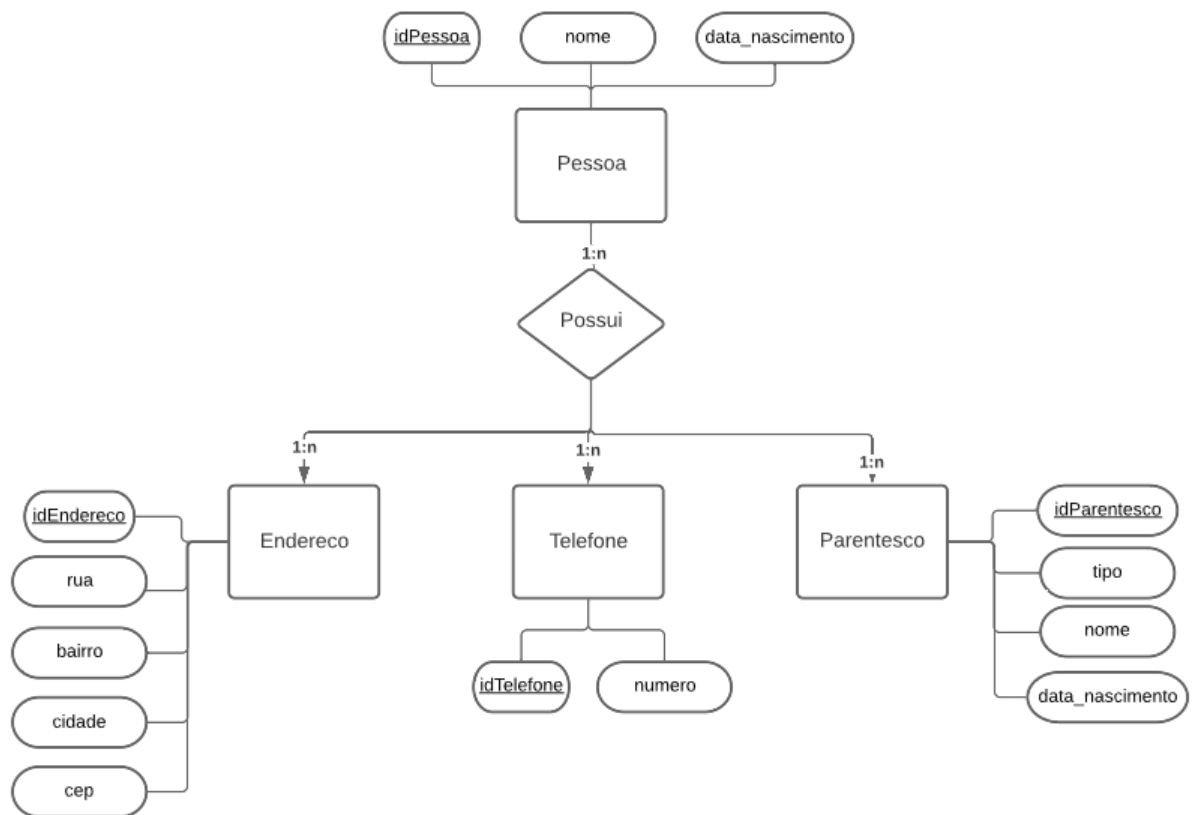 idPessoa
nome
data_nascimento
Pessoa
1:n
Possui
1:n
1:n
1:n
Endereco
Telefone
Parentesco
idEndereco
rua
bairro
cidade
cep
idTelefone
numero
idParentesco
tipo
nome
data_nascimento